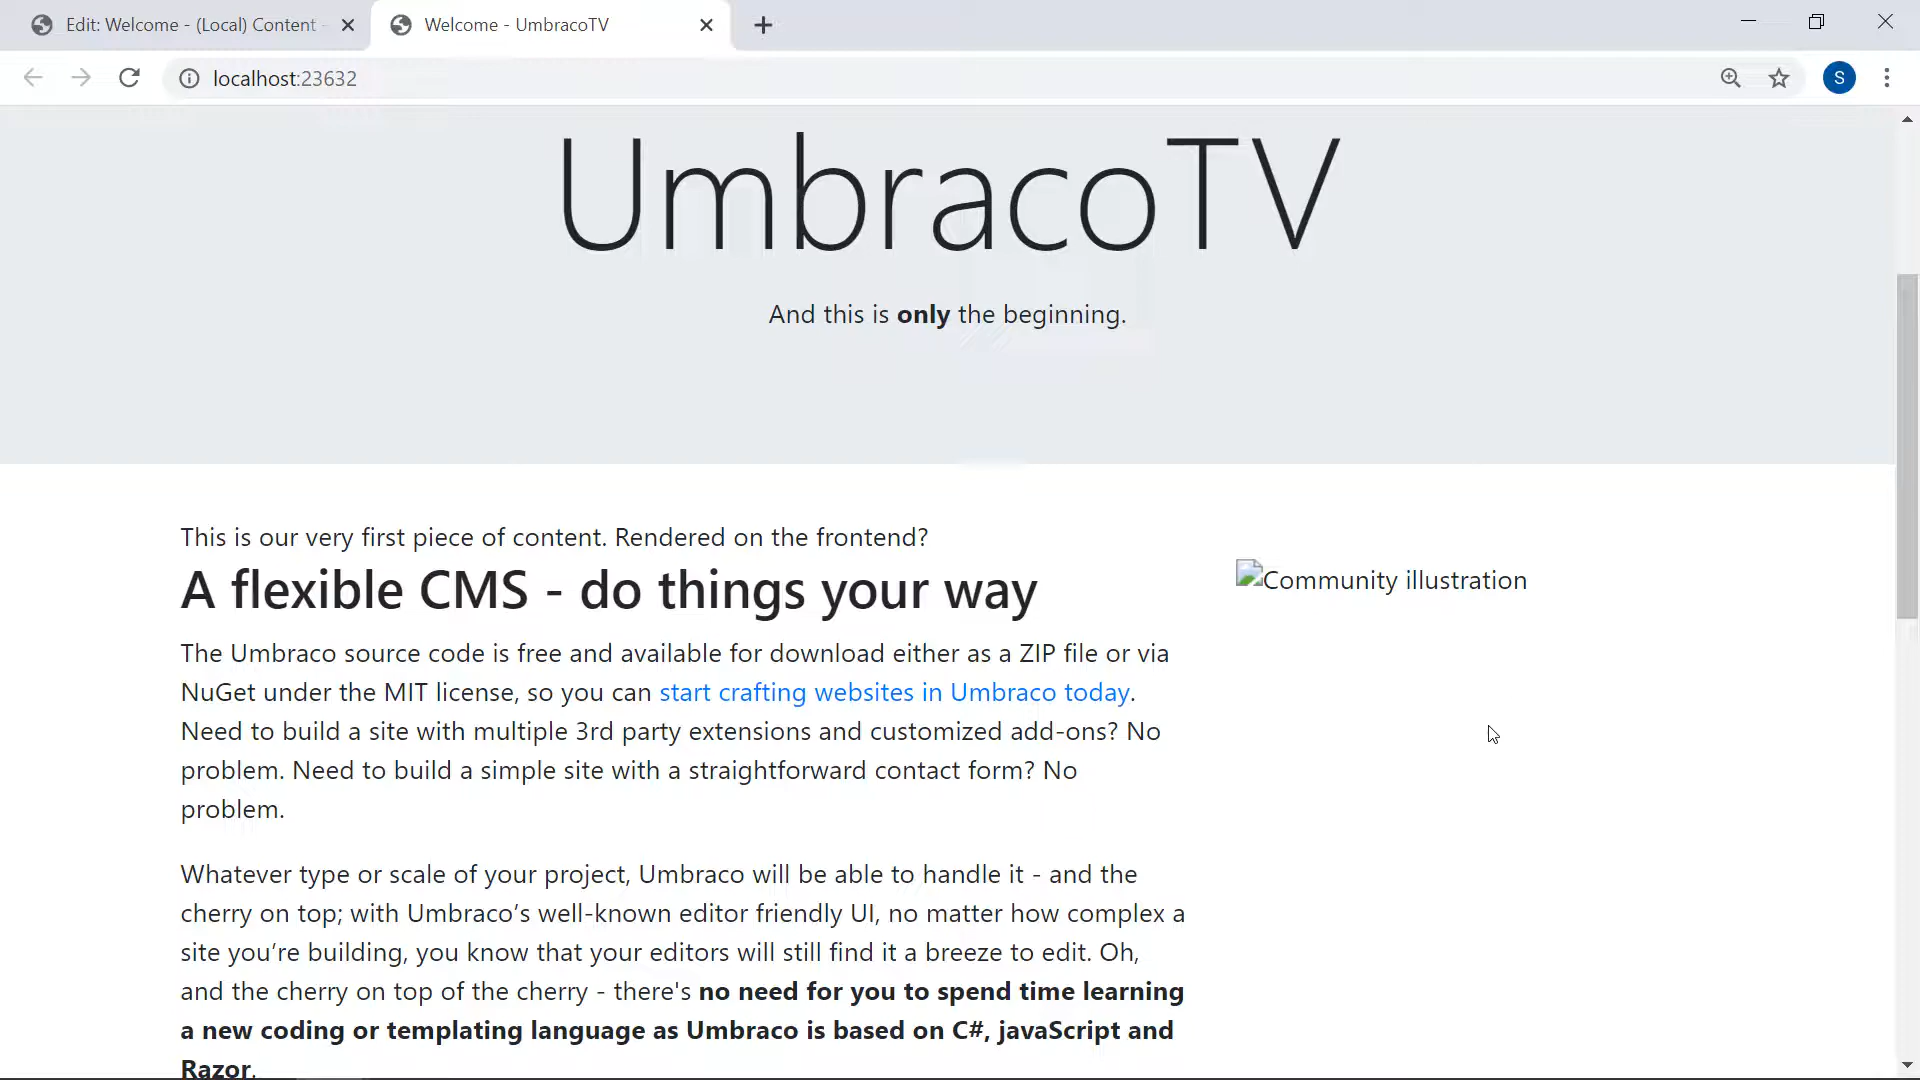 Edit: Welcome - (Local) Content -
Welcome - UmbracoTV
localhost:23632
S
UmbracoTV
And this is only the beginning.
This is our very first piece of content. Rendered on the frontend?
A flexible CMS - do things your way
The Umbraco source code is free and available for download either as a ZIP file or via
NuGet under the MIT license, so you can start crafting websites in Umbraco today.
Need to build a site with multiple 3rd party extensions and customized add-ons? No
problem. Need to build a simple site with a straightforward contact form? No
problem.
Whatever type or scale of your project, Umbraco will be able to handle it - and the
cherry on top; with Umbraco’s well-known editor friendly UI, no matter how complex a
site you’re building, you know that your editors will still find it a breeze to edit. Oh,
and the cherry on top of the cherry - there's no need for you to spend time learning
a new coding or templating language as Umbraco is based on C#, javaScript and
Razor.
Community illustration